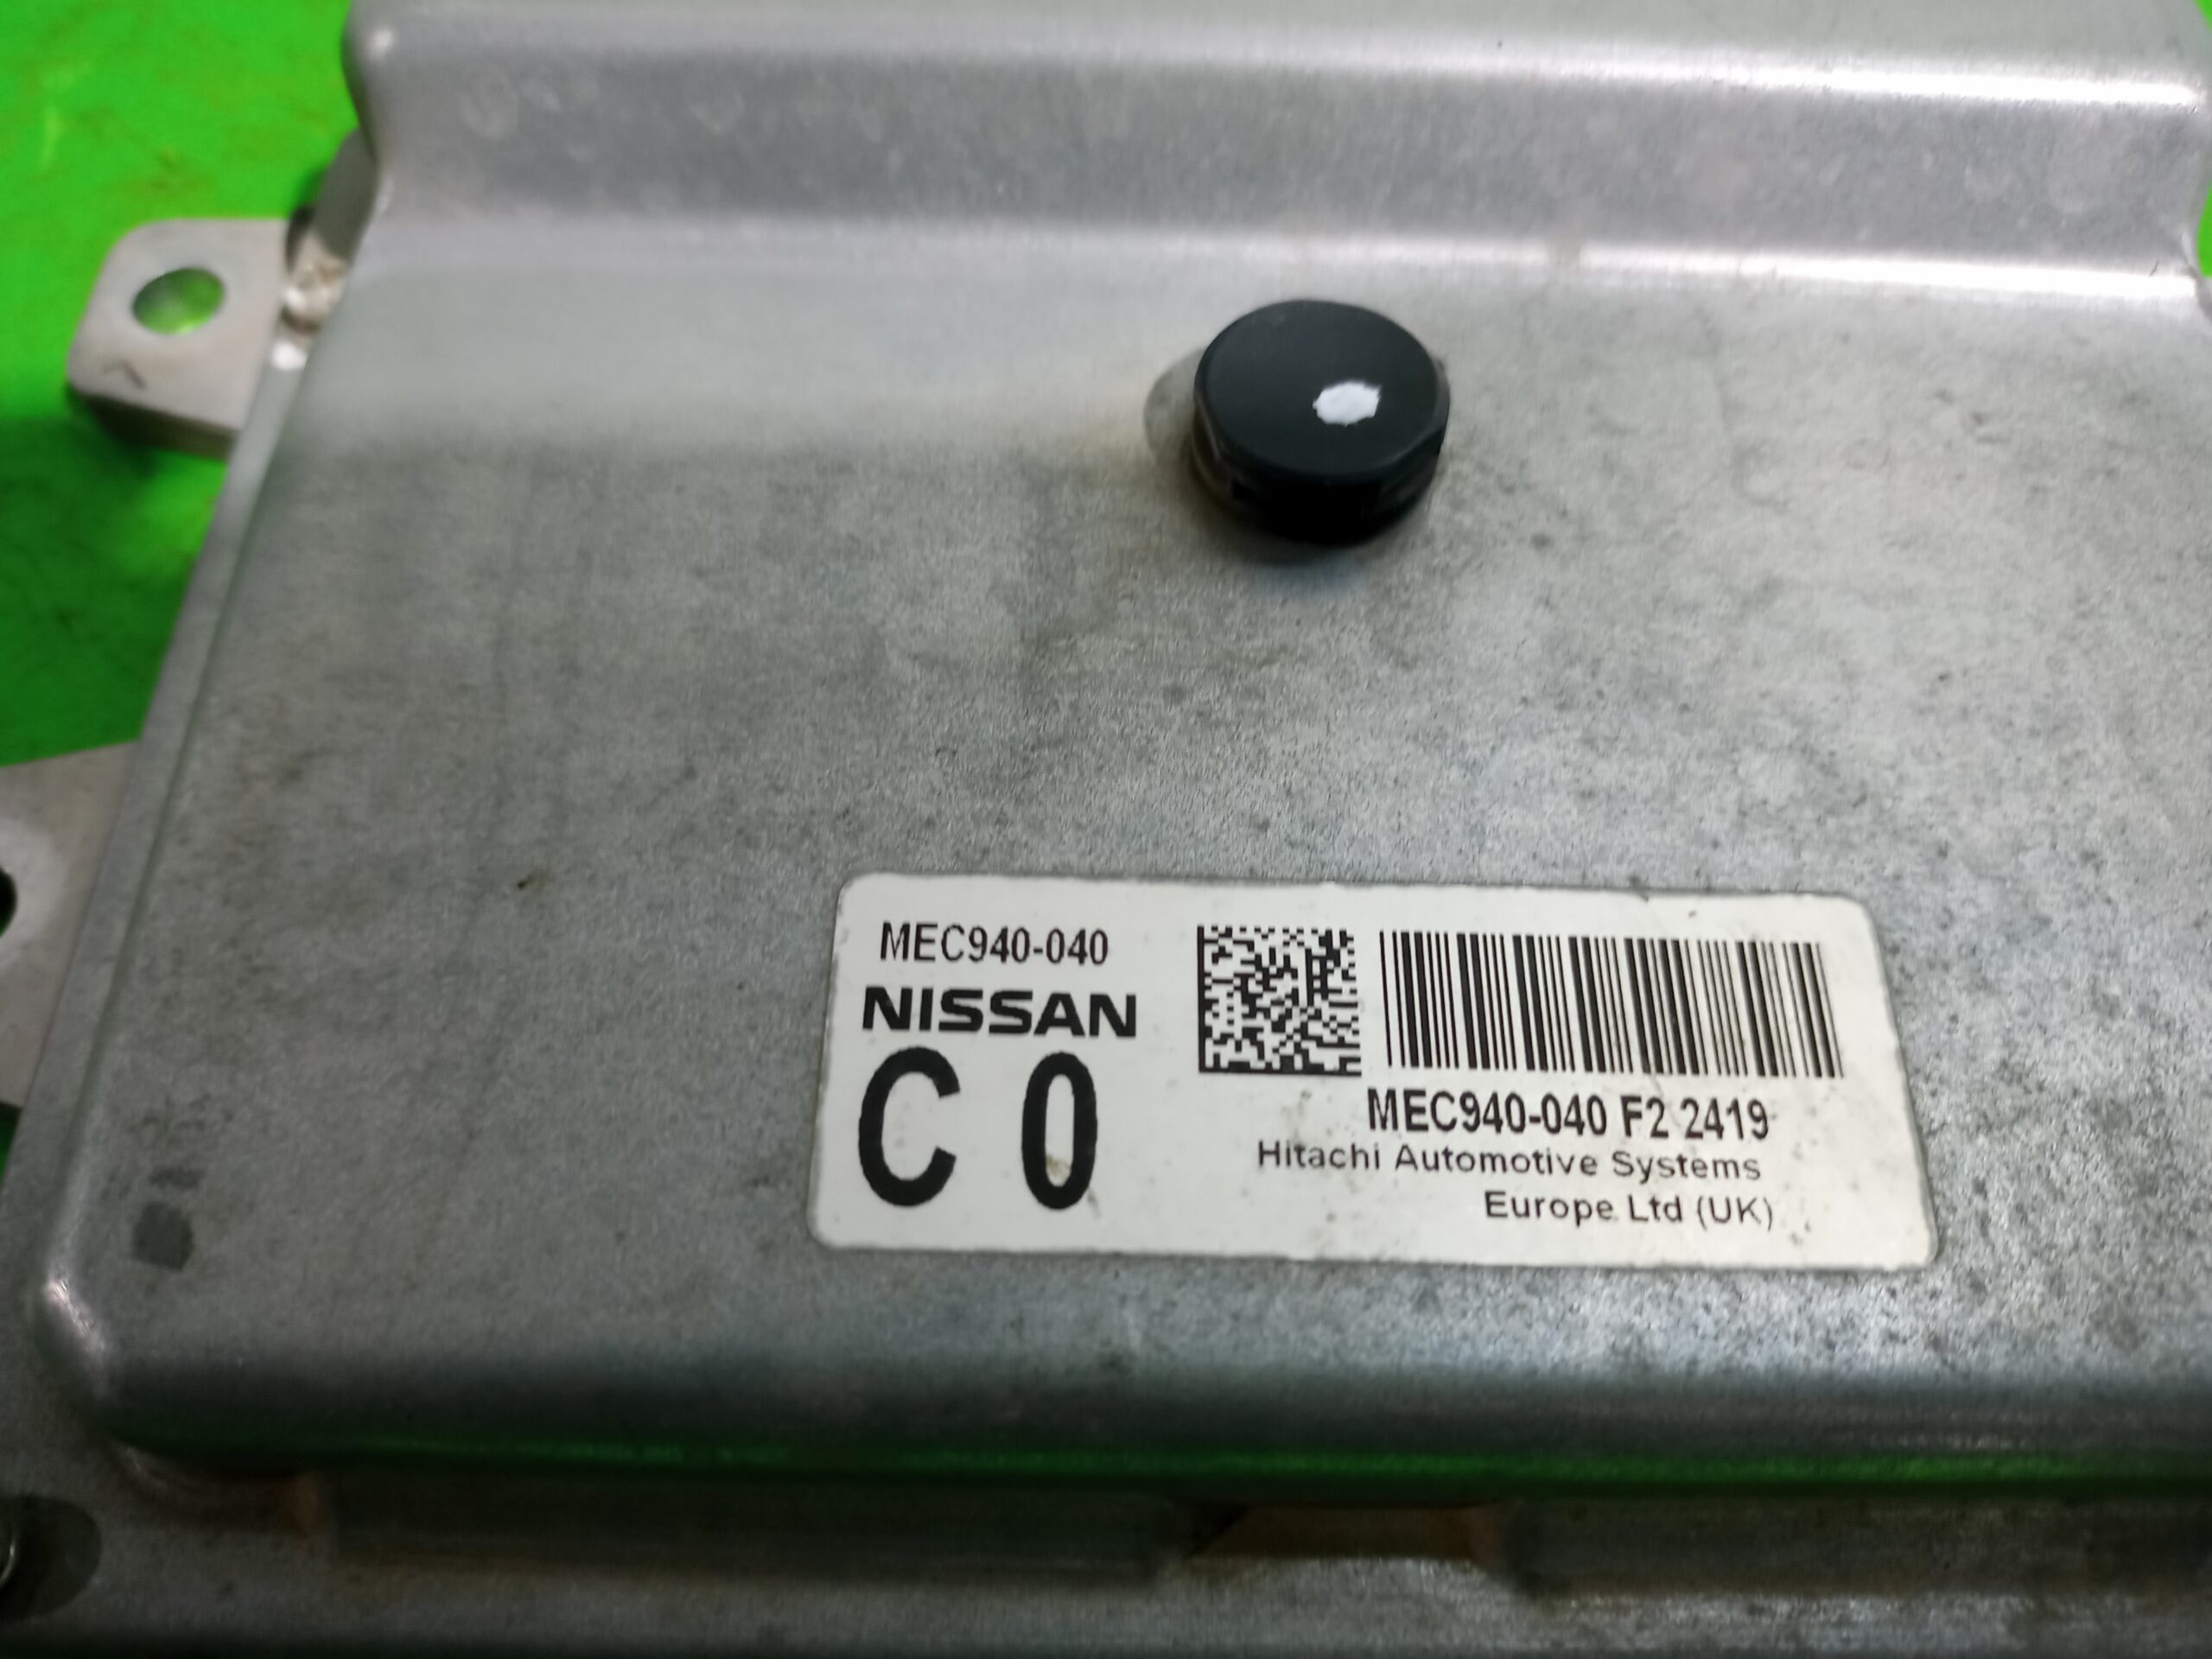 MEC940-040
NISSAN
C 0
MEC940-040 F2 2419
Hitachi Automotive Systems
Europe Ltd (UK)